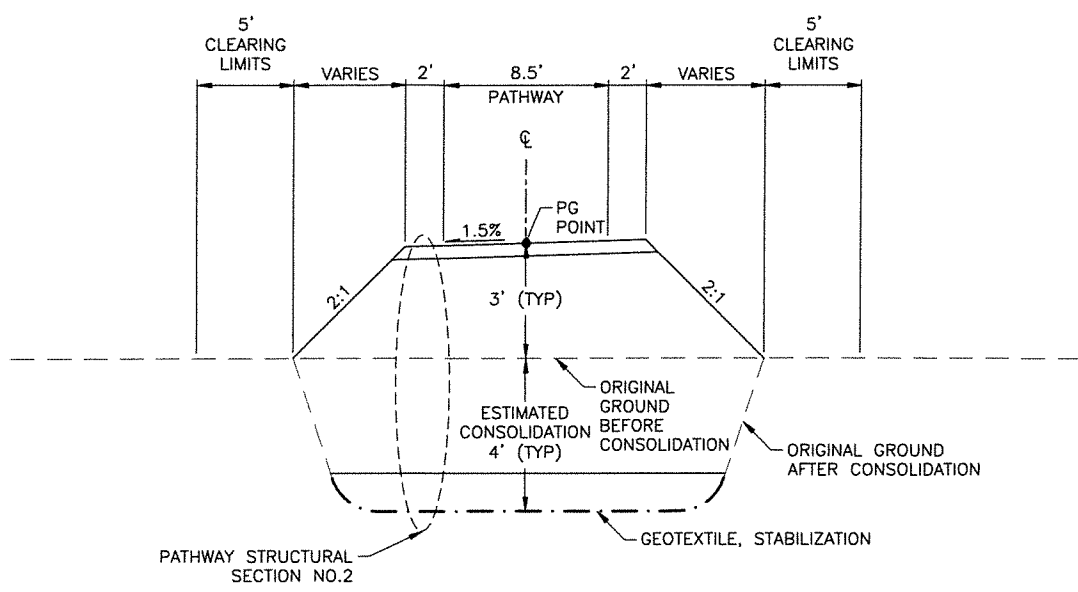 5'
CLEARING
LIMITS
VARIES
2'
8.5'
PATHWAY
2'
VARIES
5'
CLEARING
LIMITS
℄
PG
POINT
1.5%
2:1
3' (TYP)
2:1
ORIGINAL
GROUND
BEFORE
CONSOLIDATION
ESTIMATED
CONSOLIDATION
4' (TYP)
ORIGINAL GROUND
AFTER CONSOLIDATION
GEOTEXTILE, STABILIZATION
PATHWAY STRUCTURAL
SECTION NO.2